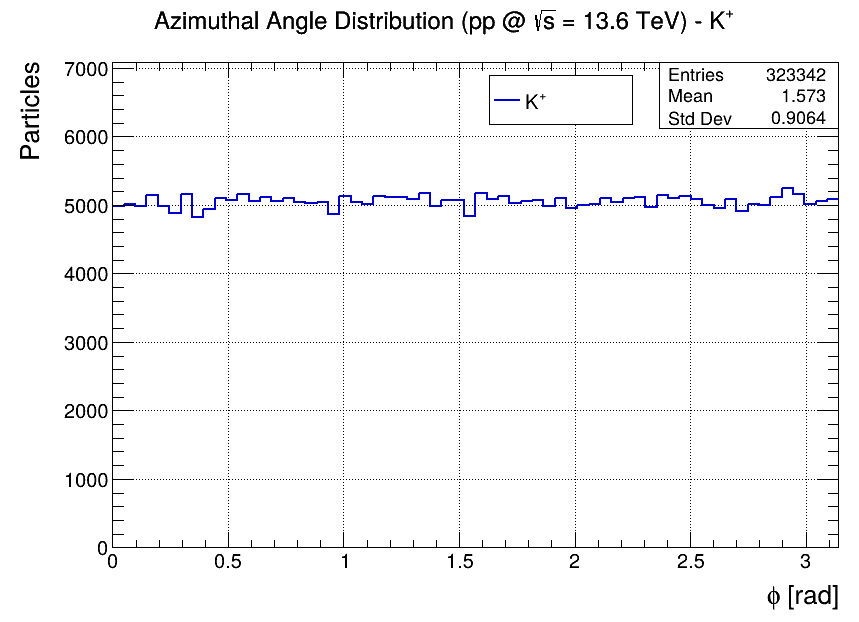 Azimuthal Angle Distribution (pp @ √s = 13.6 TeV) - K⁺
Particles
7000
6000
5000
4000
3000
2000
1000
0
K⁺
Entries 323342
Mean 1.573
Std Dev 0.9064
0 0.5 1 1.5 2 2.5 3
ϕ [rad]